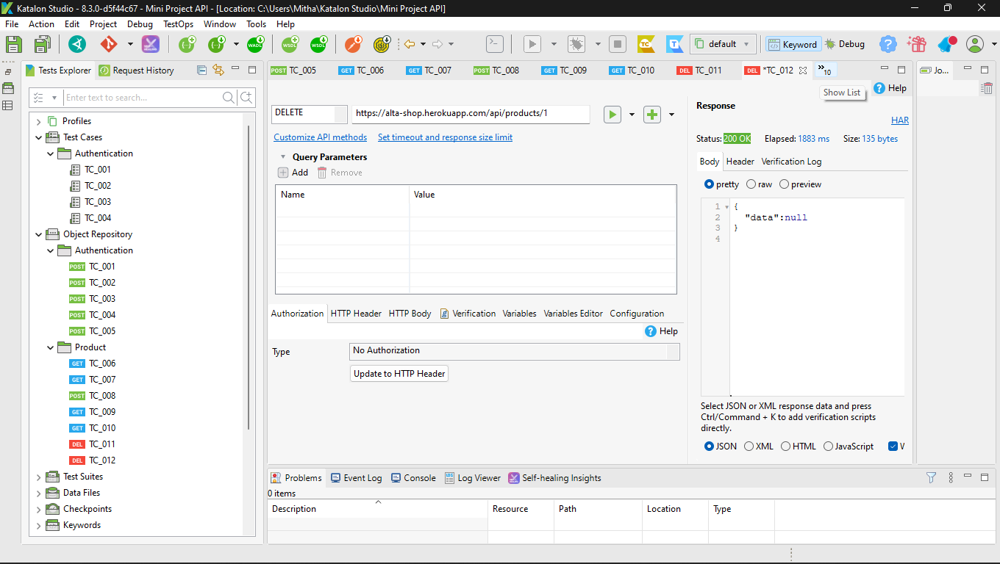 Katalon Studio - 8.3.0-d5f44c67 - Mini Project API - [Location: C:\Users\Mitha\Katalon Studio\Mini Project API]
File Action Edit Project Debug TestOps Window Tools Help
WADL WSDL WSDL TC T default Keyword Debug
Tests Explorer Request History
POST TC_005 GET TC_006 GET TC_007 POST TC_008 GET TC_009 GET TC_010 DEL TC_011 DEL *TC_012 »10 Jo...
Help
Show List
Enter text to search...
Profiles
Test Cases
Authentication
TC_001
TC_002
TC_003
TC_004
Object Repository
Authentication
POST TC_001
POST TC_002
POST TC_003
POST TC_004
POST TC_005
Product
GET TC_006
GET TC_007
POST TC_008
GET TC_009
GET TC_010
DEL TC_011
DEL TC_012
Test Suites
Data Files
Checkpoints
Keywords
DELETE https://alta-shop.herokuapp.com/api/products/1
Customize API methods Set timeout and response size limit
Query Parameters
Add Remove
Name Value
Authorization HTTP Header HTTP Body Verification Variables Variables Editor Configuration
Help
Type No Authorization
Update to HTTP Header
Response
HAR
Status: 200 OK Elapsed: 1883 ms Size: 135 bytes
Body Header Verification Log
pretty raw preview
1 {
2 "data":null
3 }
4
Select JSON or XML response data and press
Ctrl/Command + K to add verification scripts
directly.
JSON XML HTML JavaScript W
Problems Event Log Console Log Viewer Self-healing Insights
0 items
Description Resource Path Location Type